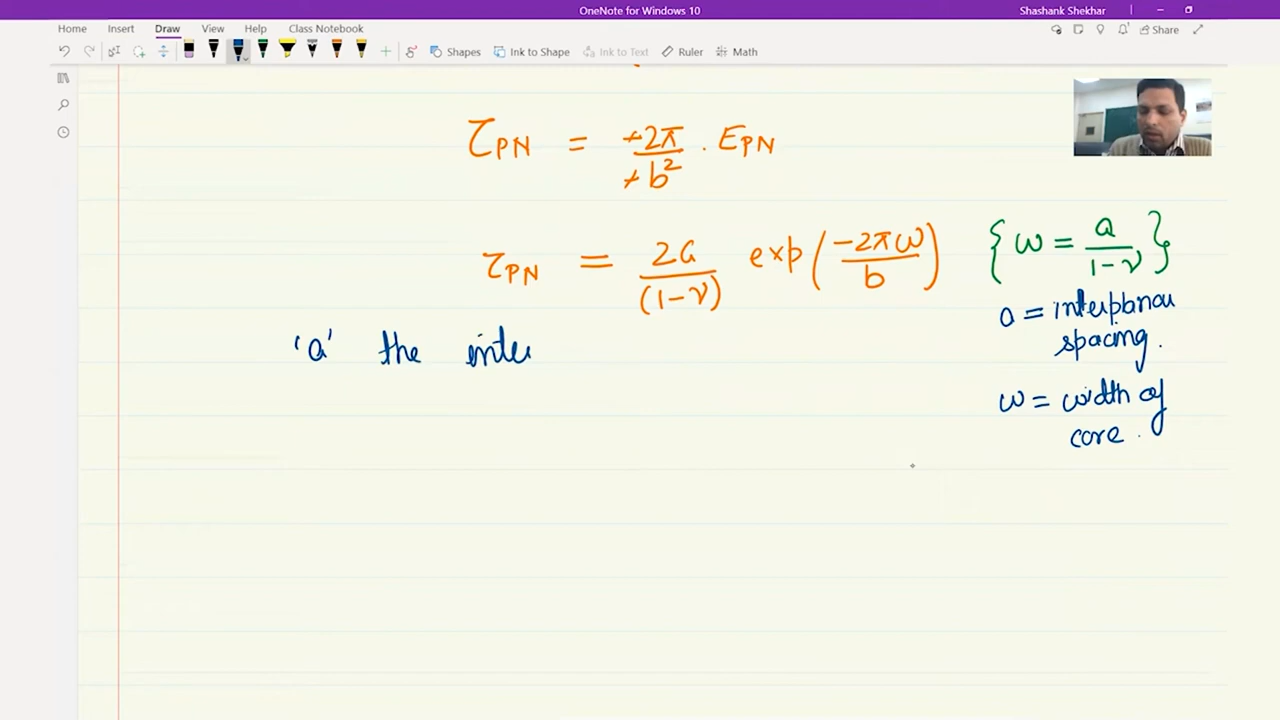 OneNote for Windows 10
Shashank Shekhar
Home Insert Draw View Help Class Notebook
Shapes Ink to Shape Ink to Text Ruler Math Share
τPN = +2π/+b² . EPN
τPN = 2G/(1-ν) exp(-2πω/b) {ω = a/1-ν}
a = interplanar
spacing.
'a' the inter
ω = width of
core.